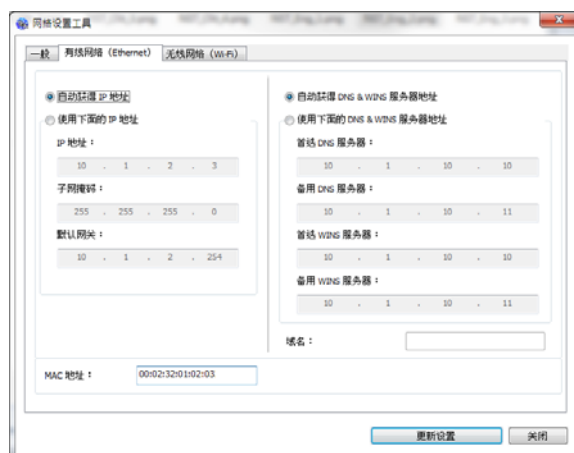 网络设置工具
一般
有线网络 (Ethernet)
无线网络 (Wi-Fi)
自动获得 IP 地址
使用下面的 IP 地址
IP 地址：
10 . 1 . 2 . 3
子网掩码：
255 . 255 . 255 . 0
默认网关：
10 . 1 . 2 . 254
自动获得 DNS & WINS 服务器地址
使用下面的 DNS & WINS 服务器地址
首选 DNS 服务器：
10 . 1 . 10 . 10
备用 DNS 服务器：
10 . 1 . 10 . 11
首选 WINS 服务器：
10 . 1 . 10 . 10
备用 WINS 服务器：
10 . 1 . 10 . 11
域名：
MAC 地址：
00:02:32:01:02:03
更新设置
关闭